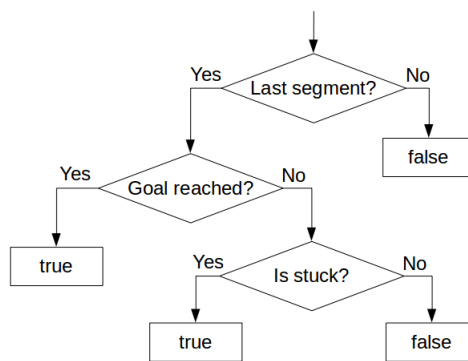 Yes
Last segment?
No
false
Yes
Goal reached?
No
true
Yes
Is stuck?
No
true
false